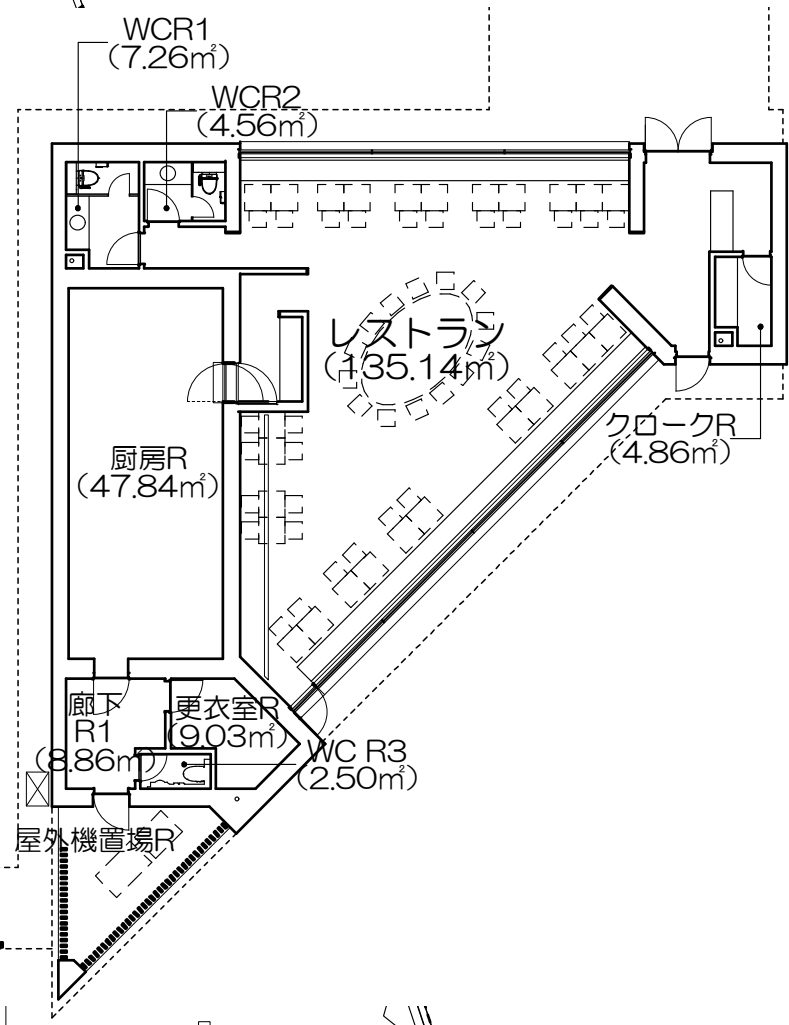 WCR1
(7.26㎡)
WCR2
(4.56㎡)
レストラン
(135.14㎡)
クロークR
(4.86㎡)
厨房R
(47.84㎡)
廊下
R1
(8.86㎡)
更衣室R
(9.03㎡)
WC R3
(2.50㎡)
屋外機置場R